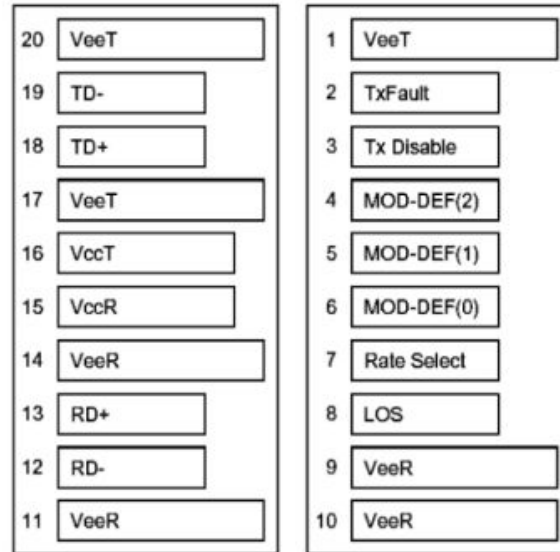 20 VeeT
19 TD-
18 TD+
17 VeeT
16 VccT
15 VccR
14 VeeR
13 RD+
12 RD-
11 VeeR
1 VeeT
2 TxFault
3 Tx Disable
4 MOD-DEF(2)
5 MOD-DEF(1)
6 MOD-DEF(0)
7 Rate Select
8 LOS
9 VeeR
10 VeeR